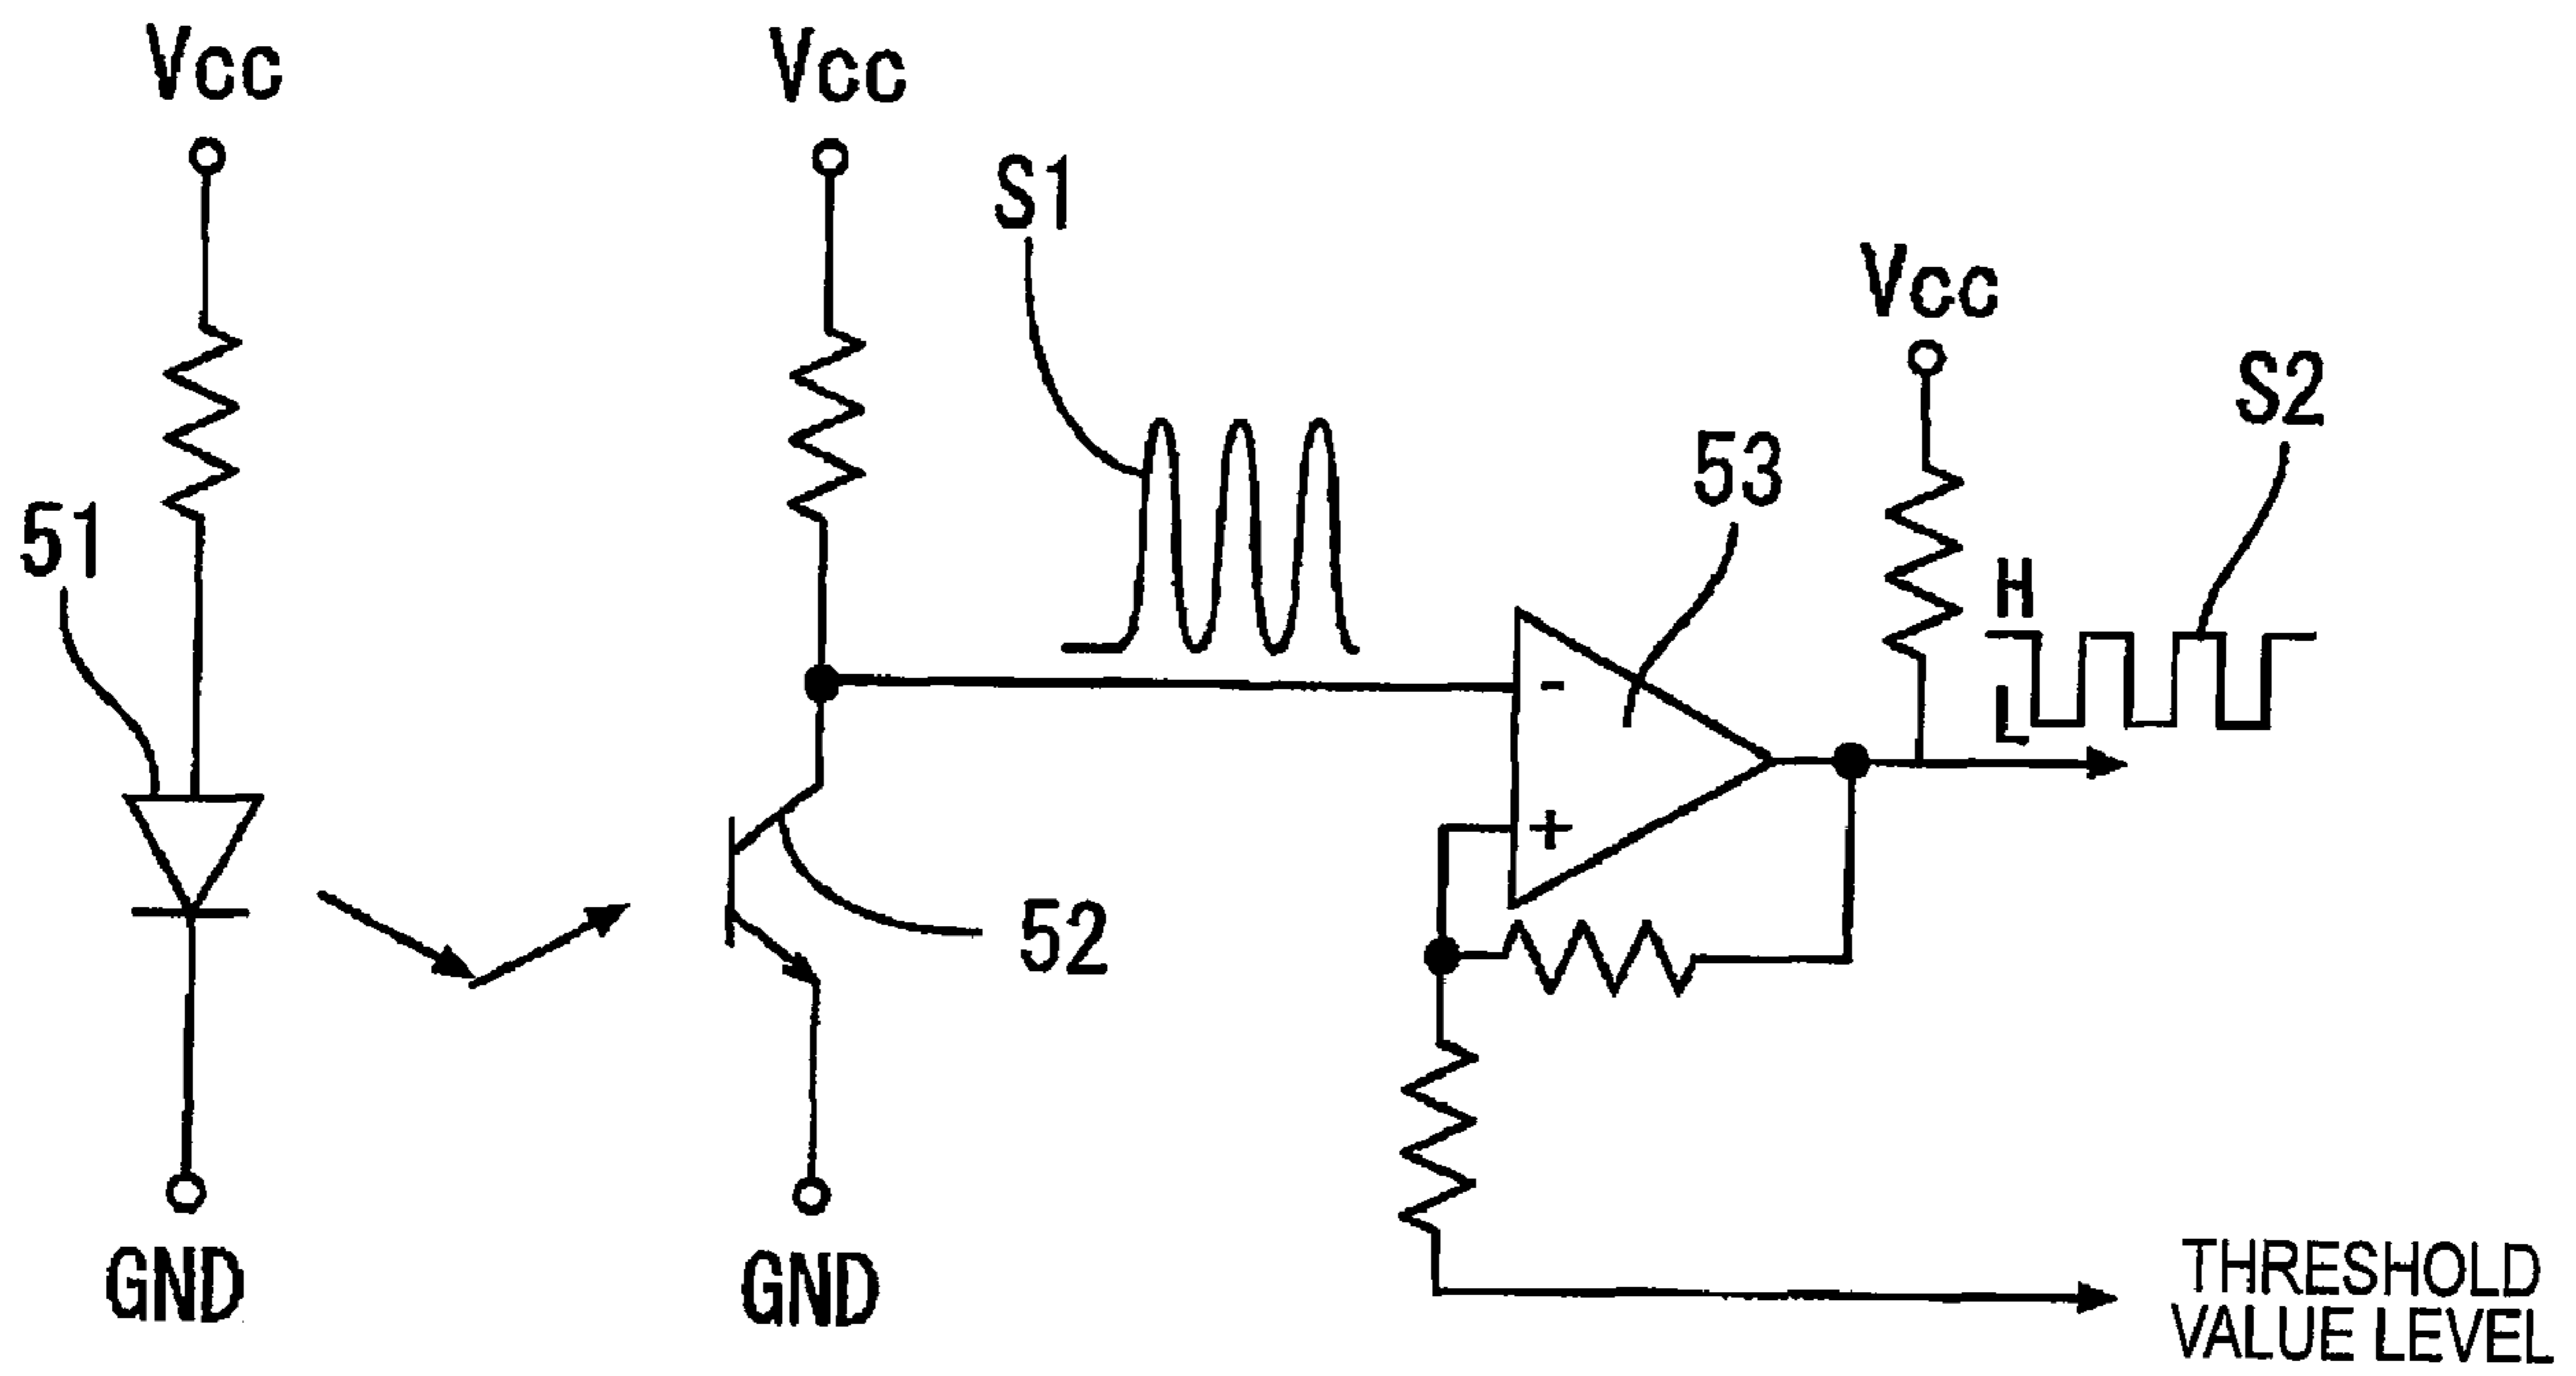 Vcc
Vcc
S1
Vcc
S2
53
51
H
L
-
+
52
GND
GND
THRESHOLD
VALUE LEVEL